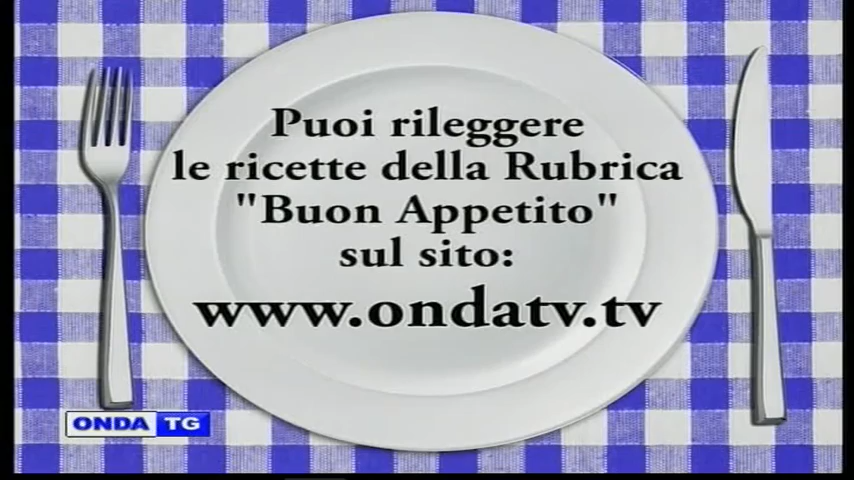 Puoi rileggere
le ricette della Rubrica
"Buon Appetito"
sul sito:
www.ondatv.tv
ONDA TG